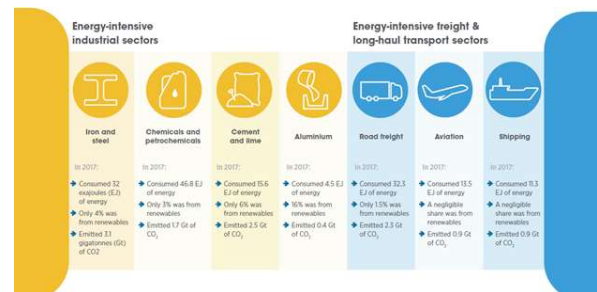 Energy-intensive
industrial sectors
Energy-intensive freight &
long-haul transport sectors
Iron and
steel
In 2017:
Consumed 32
exajoules (EJ)
of energy
Only 4% was
from renewables
Emitted 3.1
gigatonnes (Gt)
of CO2
Chemicals and
petrochemicals
In 2017:
Consumed 46.8 EJ
of energy
Only 3% was from
renewables
Emitted 1.7 Gt of
CO₂
Cement
and lime
In 2017:
Consumed 15.6
EJ of energy
Only 6% was
from renewables
Emitted 2.5 Gt
of CO₂
Aluminium
In 2017:
Consumed 4.5 EJ
of energy
16% was from
renewables
Emitted 0.4 Gt
of CO₂
Road freight
In 2017:
Consumed 32.3
EJ of energy
Only 1.5% was
from renewables
Emitted 2.3 Gt
of CO₂
Aviation
In 2017:
Consumed 13.5
EJ of energy
A negligible
share was from
renewables
Emitted 0.9 Gt
of CO₂
Shipping
In 2017:
Consumed 11.3
EJ of energy
A negligible
share was from
renewables
Emitted 0.9 Gt
of CO₂